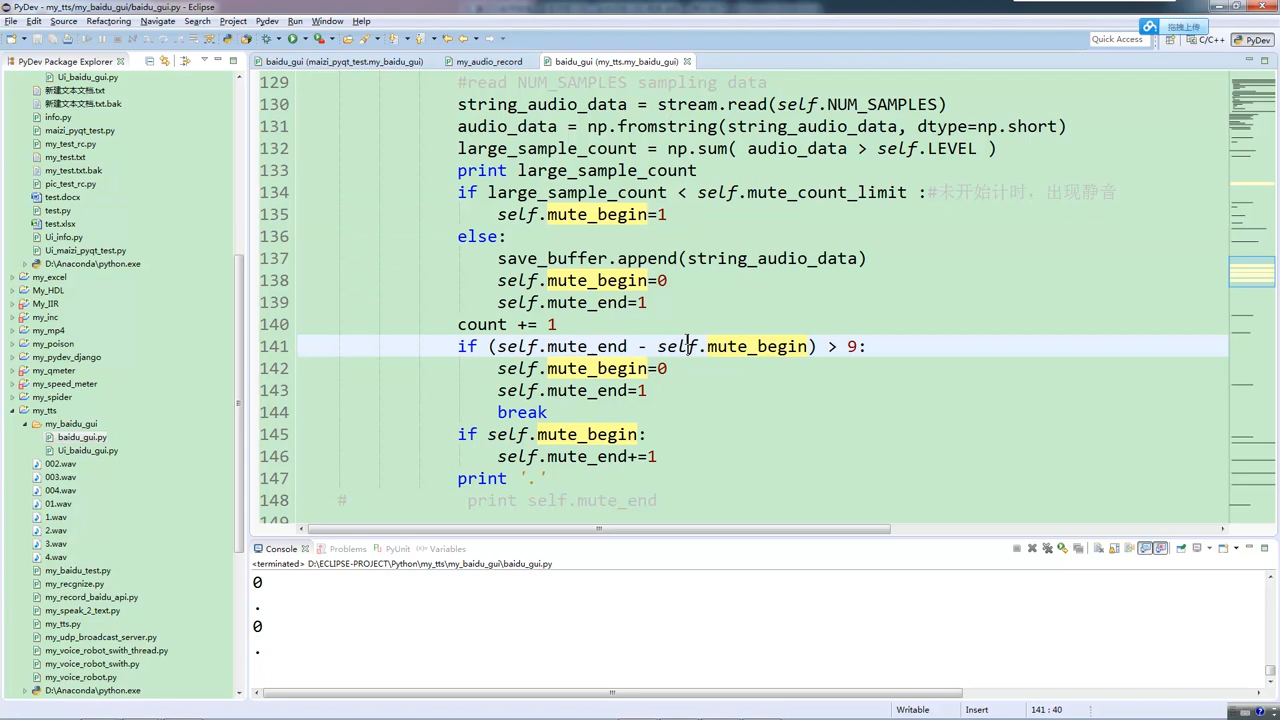 PyDev - my_tts/my_baidu_gui/baidu_gui.py - Eclipse
File Edit Source Refactoring Navigate Search Project Pydev Run Window Help
拖拽上传
Quick Access
C/C++
PyDev
PyDev Package Explorer
Ui_baidu_gui.py
新建文本文档.txt
新建文本文档.txt.bak
info.py
maizi_pyqt_test.py
my_test_rc.py
my_test.txt
my_test.txt.bak
pic_test_rc.py
test.docx
test.py
test.xlsx
Ui_info.py
Ui_maizi_pyqt_test.py
D:\Anaconda\python.exe
my_excel
My_HDL
My_IIR
my_inc
my_mp4
my_poison
my_pydev_django
my_qmeter
my_speed_meter
my_spider
my_tts
my_baidu_gui
baidu_gui.py
Ui_baidu_gui.py
002.wav
003.wav
004.wav
01.wav
1.wav
2.wav
3.wav
4.wav
my_baidu_test.py
my_recgnize.py
my_record_baidu_api.py
my_speak_2_text.py
my_tts.py
my_udp_broadcast_server.py
my_voice_robot_swith_thread.py
my_voice_robot_swith.py
my_voice_robot.py
D:\Anaconda\python.exe
baidu_gui (maizi_pyqt_test.my_baidu_gui)
my_audio_record
baidu_gui (my_tts.my_baidu_gui)
129 #read NUM_SAMPLES sampling data
130 string_audio_data = stream.read(self.NUM_SAMPLES)
131 audio_data = np.fromstring(string_audio_data, dtype=np.short)
132 large_sample_count = np.sum( audio_data > self.LEVEL )
133 print large_sample_count
134 if large_sample_count < self.mute_count_limit :#未开始计时，出现静音
135 self.mute_begin=1
136 else:
137 save_buffer.append(string_audio_data)
138 self.mute_begin=0
139 self.mute_end=1
140 count += 1
141 if (self.mute_end - self.mute_begin) > 9:
142 self.mute_begin=0
143 self.mute_end=1
144 break
145 if self.mute_begin:
146 self.mute_end+=1
147 print '.'
148 # print self.mute_end
Console Problems PyUnit Variables
<terminated> D:\ECLIPSE-PROJECT\Python\my_tts\my_baidu_gui\baidu_gui.py
0
.
0
.
Writable Insert 141 : 40